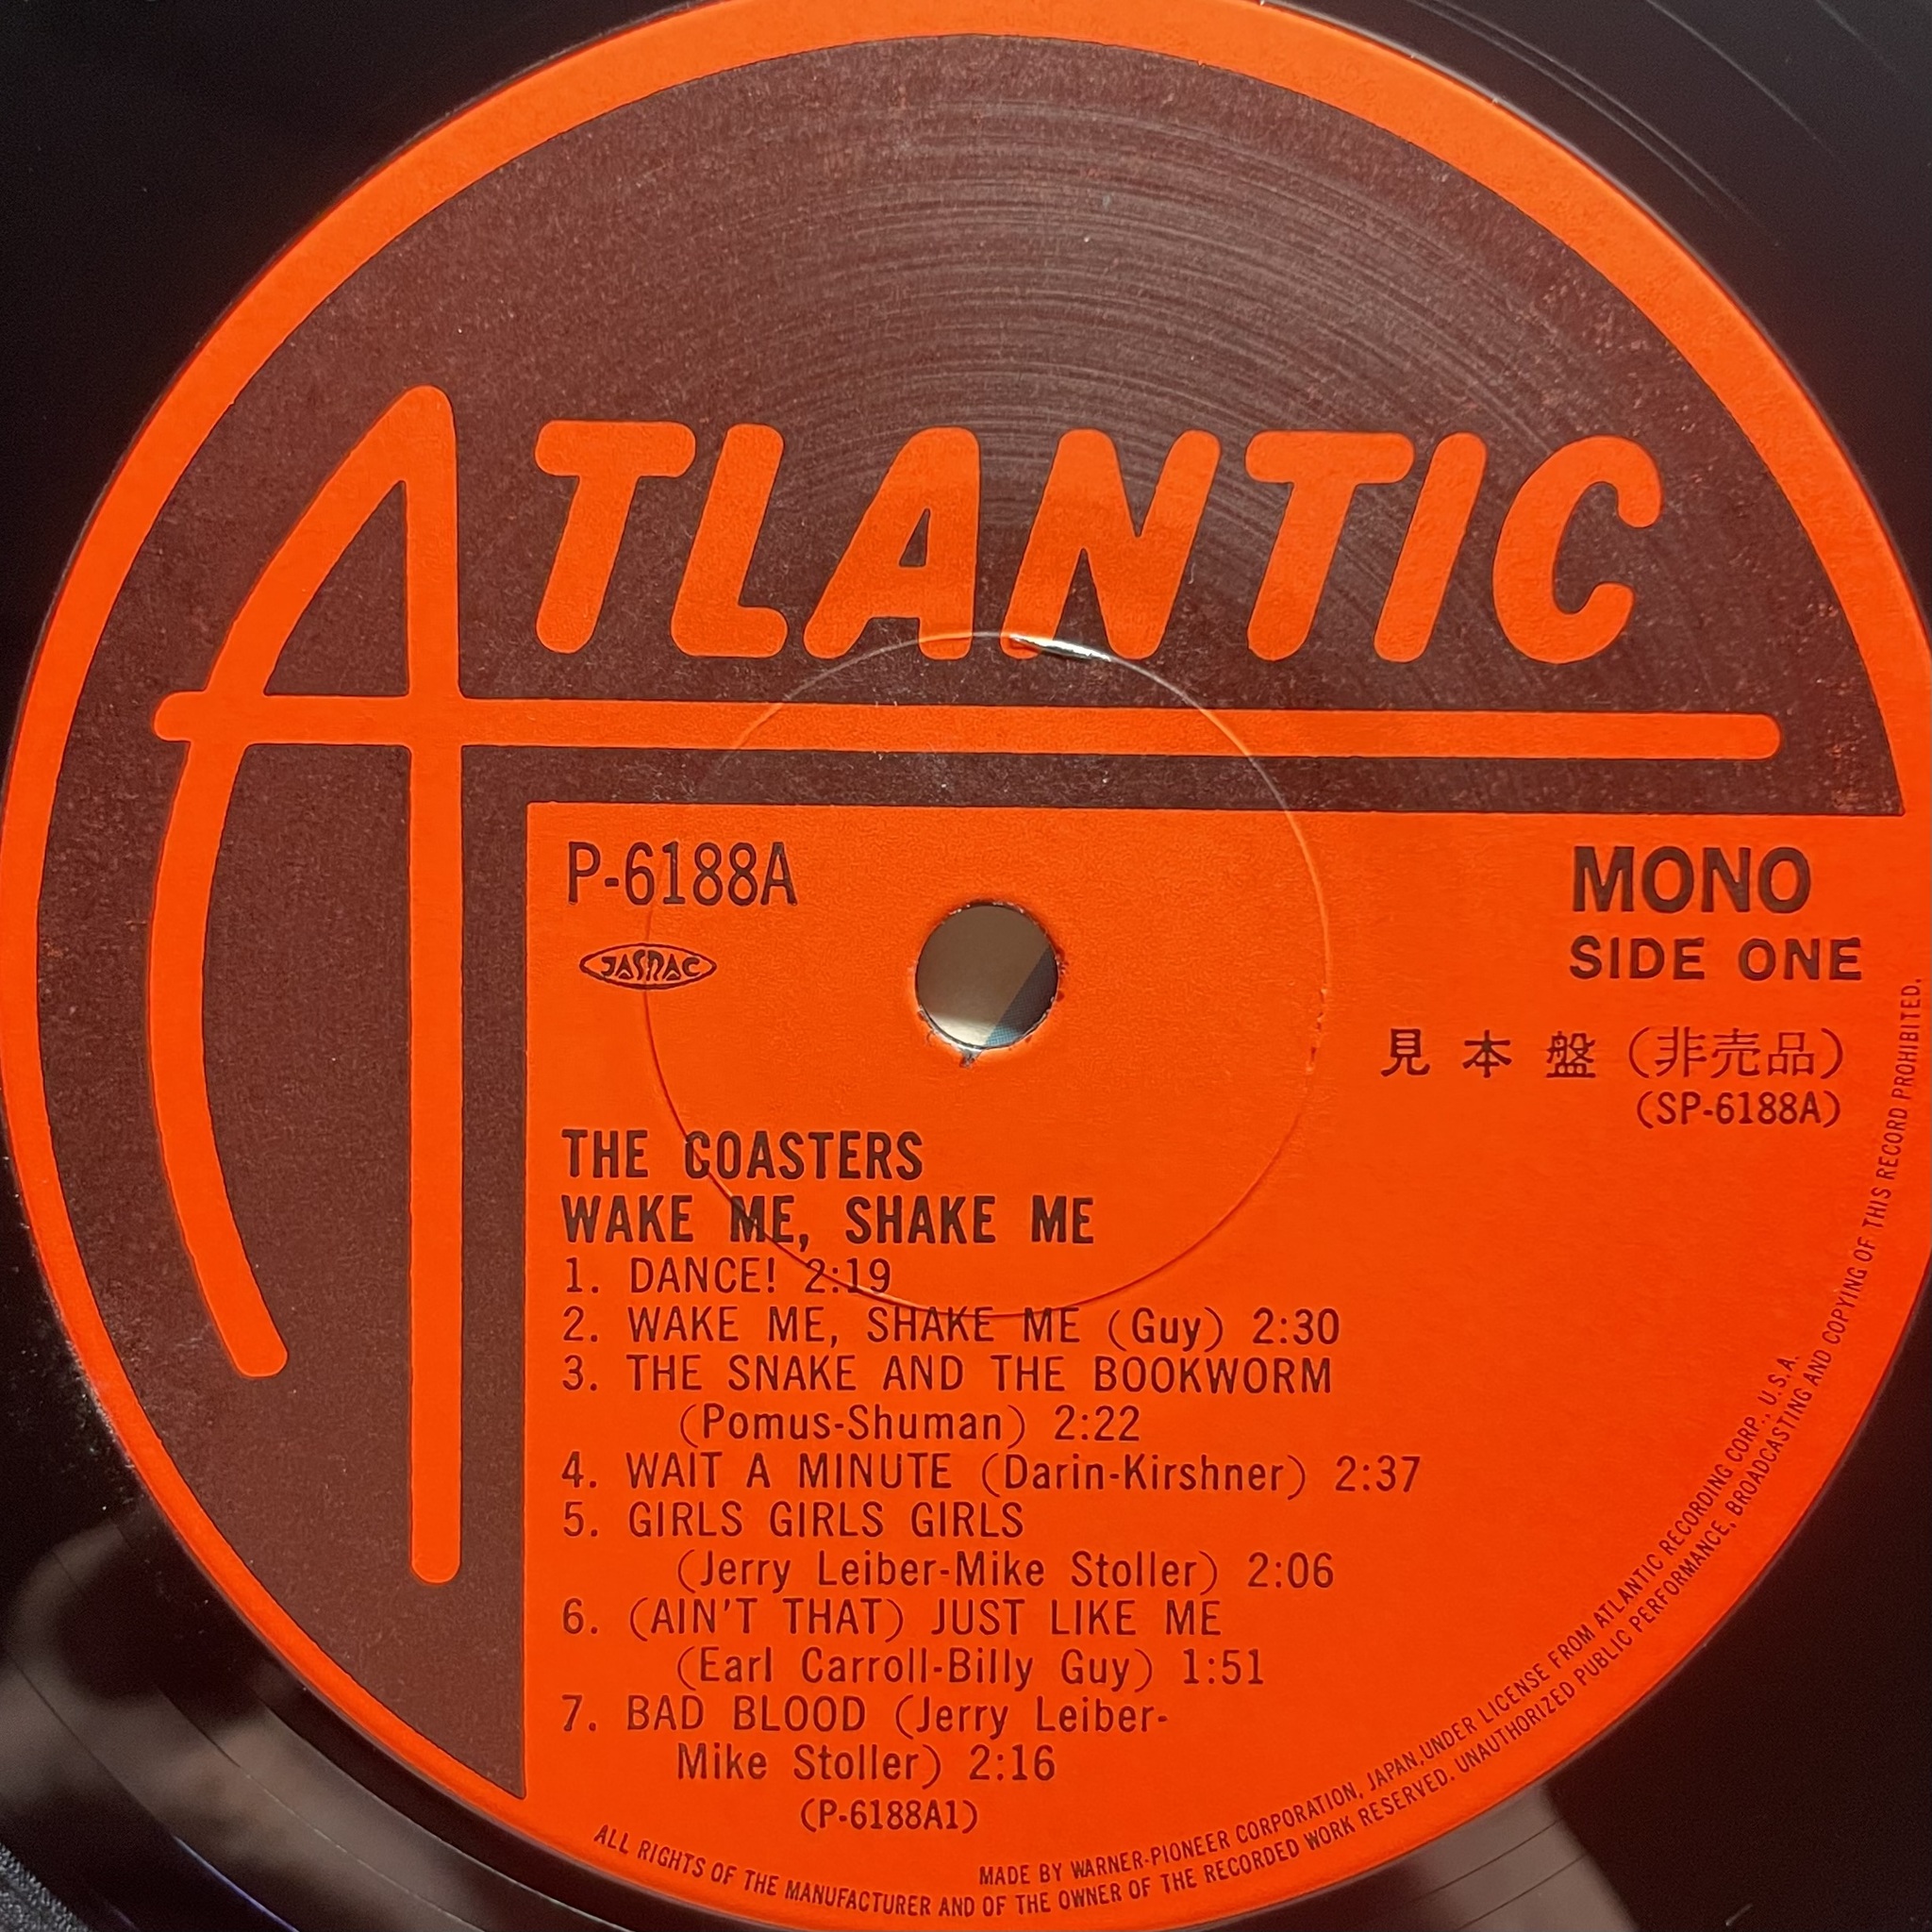 ATLANTIC
P-6188A
MONO
JASRAC
SIDE ONE
見本盤(非売品)
(SP-6188A)
THE COASTERS
WAKE ME, SHAKE ME
1. DANCE! 2:19
2. WAKE ME, SHAKE ME (Guy) 2:30
3. THE SNAKE AND THE BOOKWORM
(Pomus-Shuman) 2:22
4. WAIT A MINUTE (Darin-Kirshner) 2:37
5. GIRLS GIRLS GIRLS
(Jerry Leiber-Mike Stoller) 2:06
6. (AIN'T THAT) JUST LIKE ME
(Earl Carroll-Billy Guy) 1:51
7. BAD BLOOD (Jerry Leiber-
Mike Stoller) 2:16
(P-6188A1)
MADE BY WARNER-PIONEER CORPORATION, JAPAN, UNDER LICENSE FROM ATLANTIC RECORDING CORP., U.S.A.
ALL RIGHTS OF THE MANUFACTURER AND OF THE OWNER OF THE RECORDED WORK RESERVED. UNAUTHORIZED PUBLIC PERFORMANCE, BROADCASTING AND COPYING OF THIS RECORD PROHIBITED.